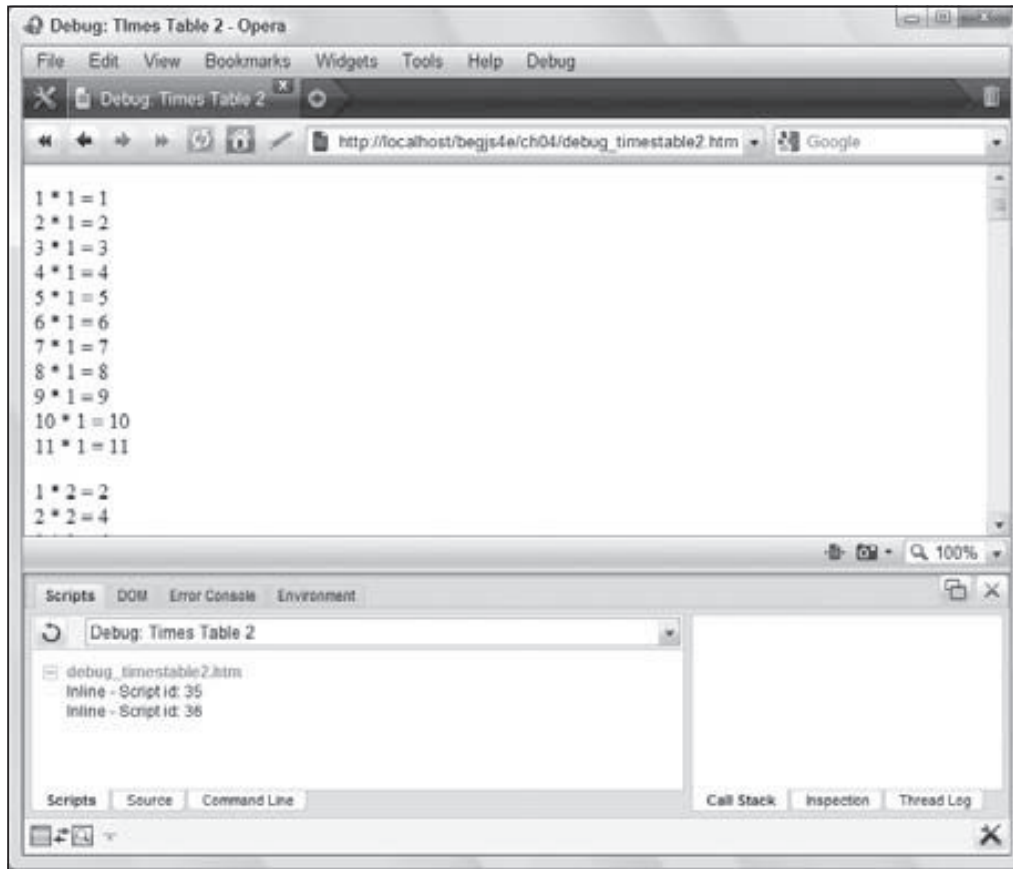 Debug: TImes Table 2 - Opera
File Edit View Bookmarks Widgets Tools Help Debug
Debug: Times Table 2
http://localhost/begjs4e/ch04/debug_timestable2.htm Google
1 * 1 = 1
2 * 1 = 2
3 * 1 = 3
4 * 1 = 4
5 * 1 = 5
6 * 1 = 6
7 * 1 = 7
8 * 1 = 8
9 * 1 = 9
10 * 1 = 10
11 * 1 = 11
1 * 2 = 2
2 * 2 = 4
100%
Scripts DOM Error Console Environment
Debug: Times Table 2
debug_timestable2.htm
Inline - Script id: 35
Inline - Script id: 36
Scripts Source Command Line
Call Stack Inspection Thread Log